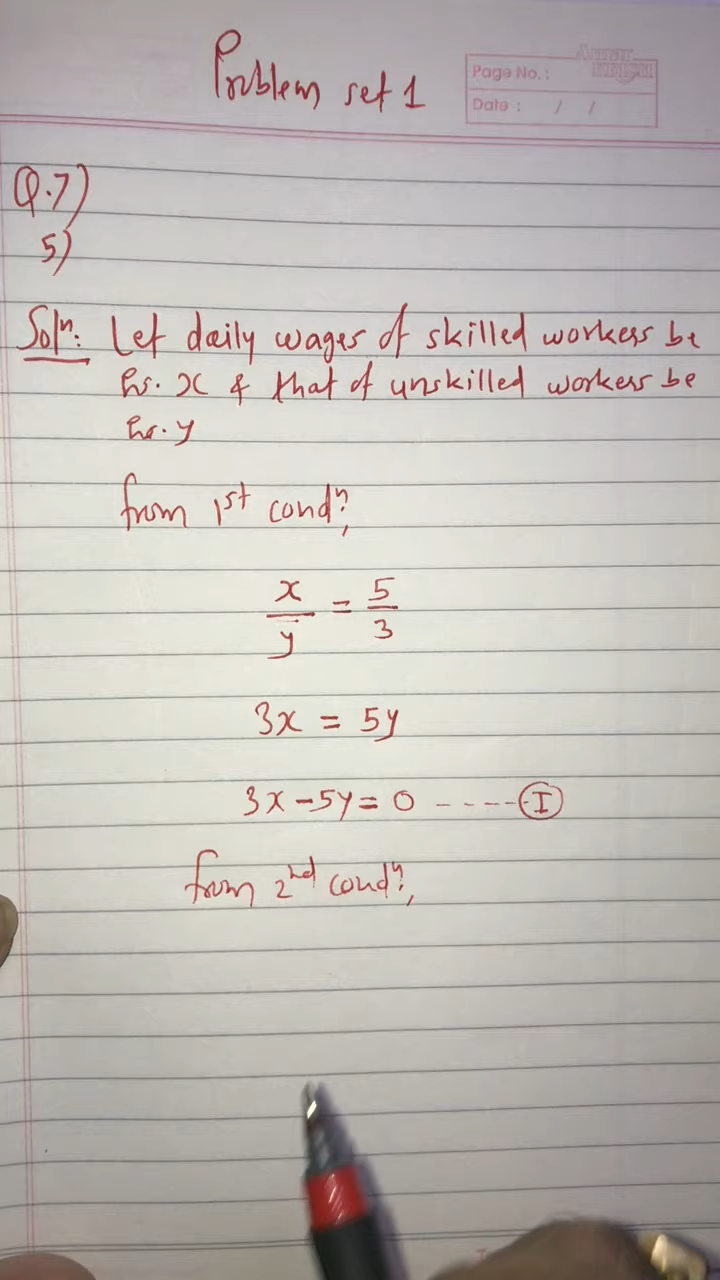 Problem set 1
Page No. :
Date : / /
Q.7)
5)
Solⁿ: Let daily wages of skilled workers be
Rs. x & that of unskilled workers be
Rs. y
from 1st condⁿ,
x/y = 5/3
3x = 5y
3x - 5y = 0 ---- (I)
from 2nd condⁿ,